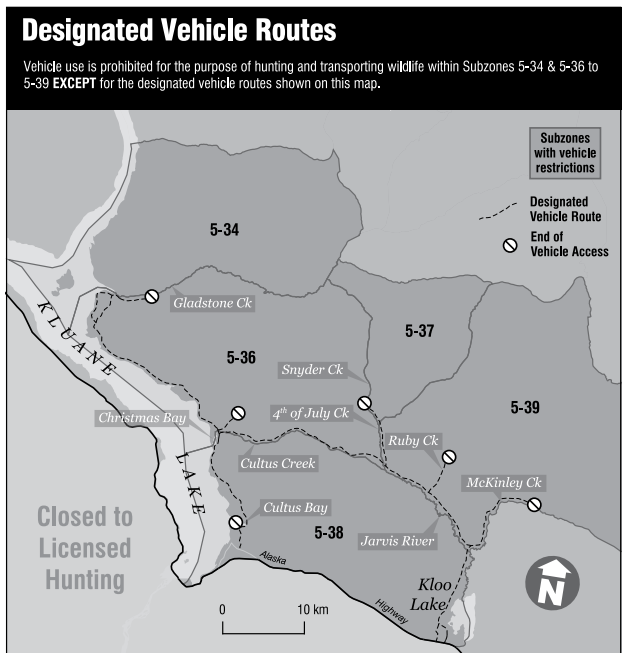 Designated Vehicle Routes
Vehicle use is prohibited for the purpose of hunting and transporting wildlife within Subzones 5-34 & 5-36 to
5-39 EXCEPT for the designated vehicle routes shown on this map.
Subzones
with vehicle
restrictions
Designated
Vehicle Route
End of
Vehicle Access
5-34
Gladstone Ck
KLUANE
LAKE
5-36
5-37
Snyder Ck
5-39
4th of July Ck
Christmas Bay
Ruby Ck
Cultus Creek
McKinley Ck
Cultus Bay
5-38
Jarvis River
Closed to
Licensed
Hunting
Alaska
Highway
Kloo
Lake
0 10 km
N